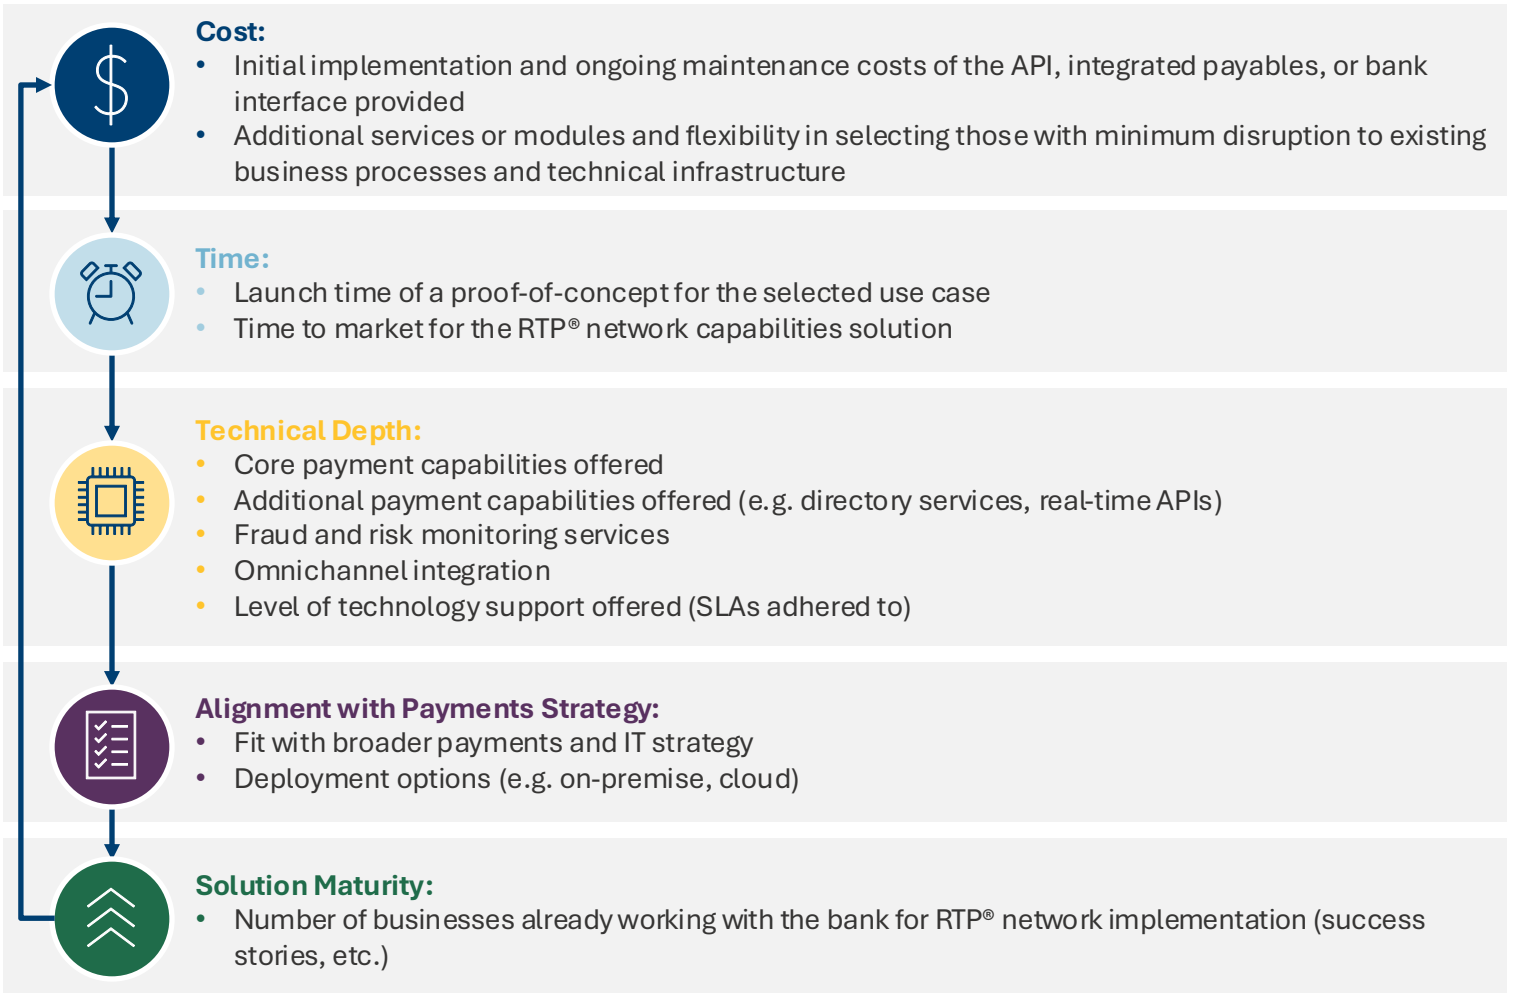 Cost:
• Initial implementation and ongoing maintenance costs of the API, integrated payables, or bank
interface provided
• Additional services or modules and flexibility in selecting those with minimum disruption to existing
business processes and technical infrastructure
Time:
• Launch time of a proof-of-concept for the selected use case
• Time to market for the RTP® network capabilities solution
Technical Depth:
• Core payment capabilities offered
• Additional payment capabilities offered (e.g. directory services, real-time APIs)
• Fraud and risk monitoring services
• Omnichannel integration
• Level of technology support offered (SLAs adhered to)
Alignment with Payments Strategy:
• Fit with broader payments and IT strategy
• Deployment options (e.g. on-premise, cloud)
Solution Maturity:
• Number of businesses already working with the bank for RTP® network implementation (success
stories, etc.)